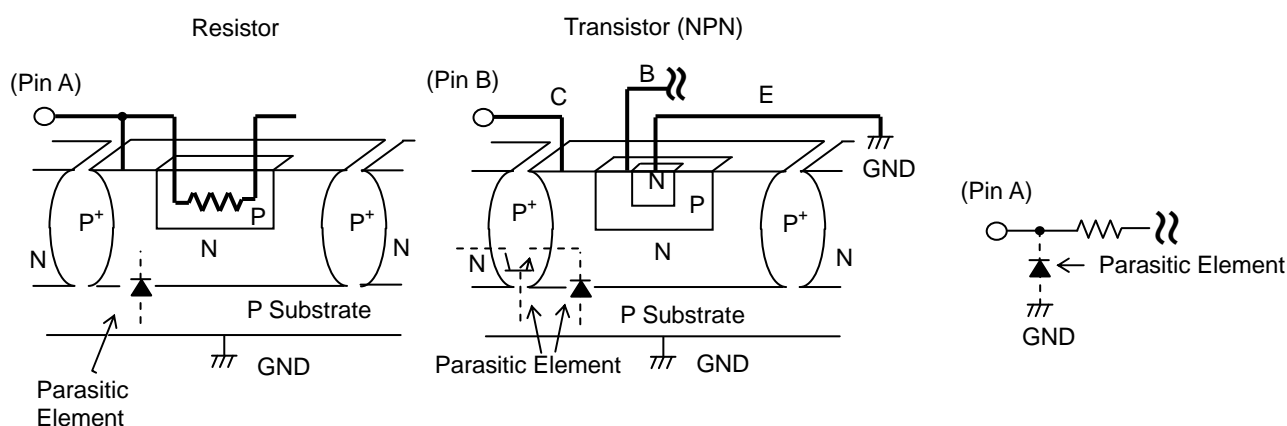 Resistor
(Pin A)
P⁺
P
P⁺
N
N
N
P Substrate
GND
Parasitic
Element
Transistor (NPN)
(Pin B)
C
B
E
GND
N
P
P⁺
P⁺
N
N
N
P Substrate
Parasitic Element
GND
(Pin A)
Parasitic Element
GND